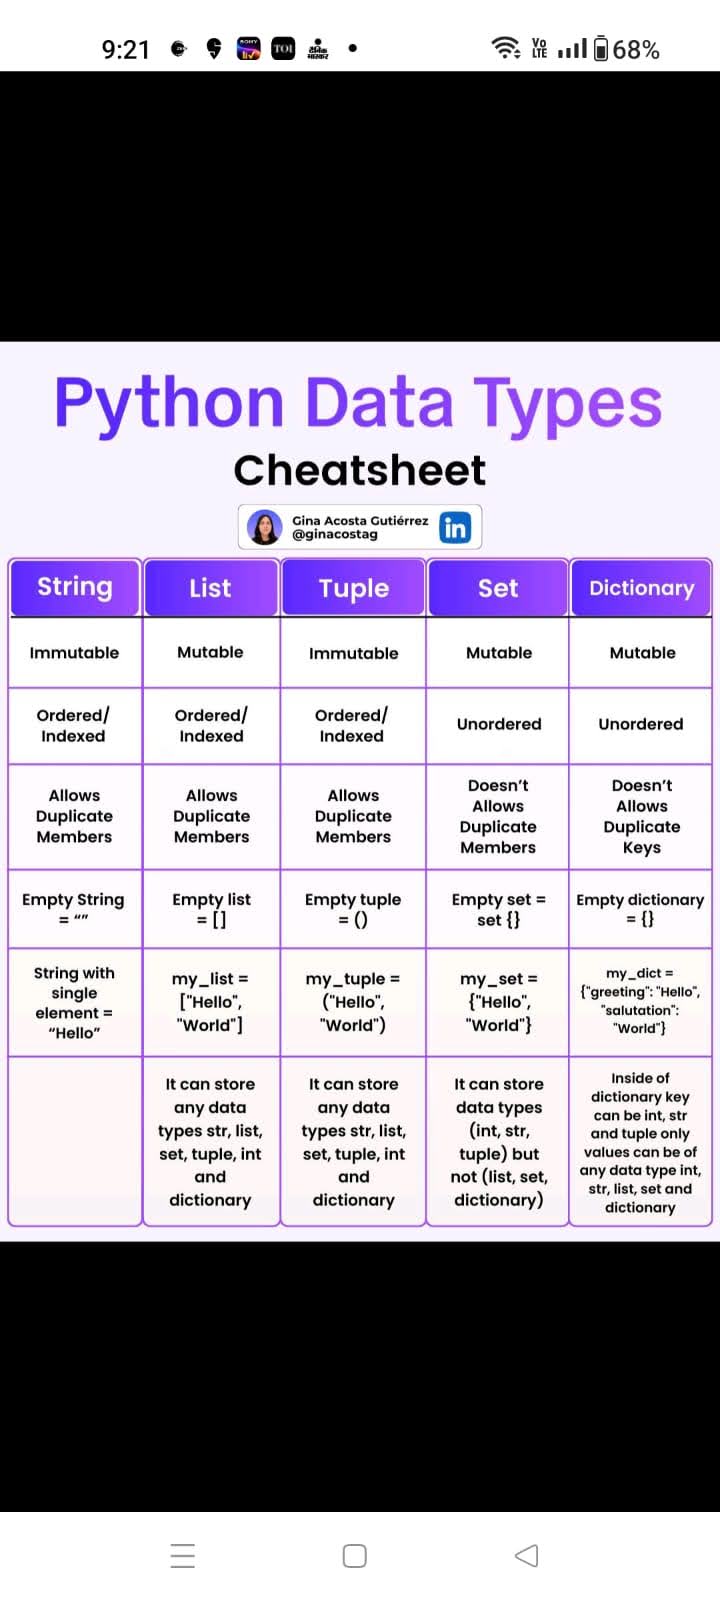 9:21
SONY
liv
TOI
दैनिक
भास्कर
Vo
LTE
68%
Python Data Types
Cheatsheet
Gina Acosta Gutiérrez
@ginacostag
in
String
List
Tuple
Set
Dictionary
Immutable
Mutable
Immutable
Mutable
Mutable
Ordered/
Indexed
Ordered/
Indexed
Ordered/
Indexed
Unordered
Unordered
Allows
Duplicate
Members
Allows
Duplicate
Members
Allows
Duplicate
Members
Doesn't
Allows
Duplicate
Members
Doesn't
Allows
Duplicate
Keys
Empty String
= “”
Empty list
= []
Empty tuple
= ()
Empty set =
set {}
Empty dictionary
= {}
String with
single
element =
“Hello”
my_list =
["Hello",
"World"]
my_tuple =
("Hello",
"World")
my_set =
{"Hello",
"World"}
my_dict =
{"greeting": "Hello",
"salutation":
"World"}
It can store
any data
types str, list,
set, tuple, int
and
dictionary
It can store
any data
types str, list,
set, tuple, int
and
dictionary
It can store
data types
(int, str,
tuple) but
not (list, set,
dictionary)
Inside of
dictionary key
can be int, str
and tuple only
values can be of
any data type int,
str, list, set and
dictionary